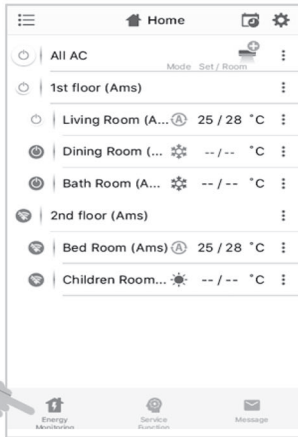 Home
All AC
Mode Set / Room
1st floor (Ams)
Living Room (A... A 25 / 28 °C
Dining Room (... -- / -- °C
Bath Room (A... -- / -- °C
2nd floor (Ams)
Bed Room (Ams) A 25 / 28 °C
Children Room... -- / -- °C
Energy Monitoring
Service Function
Message